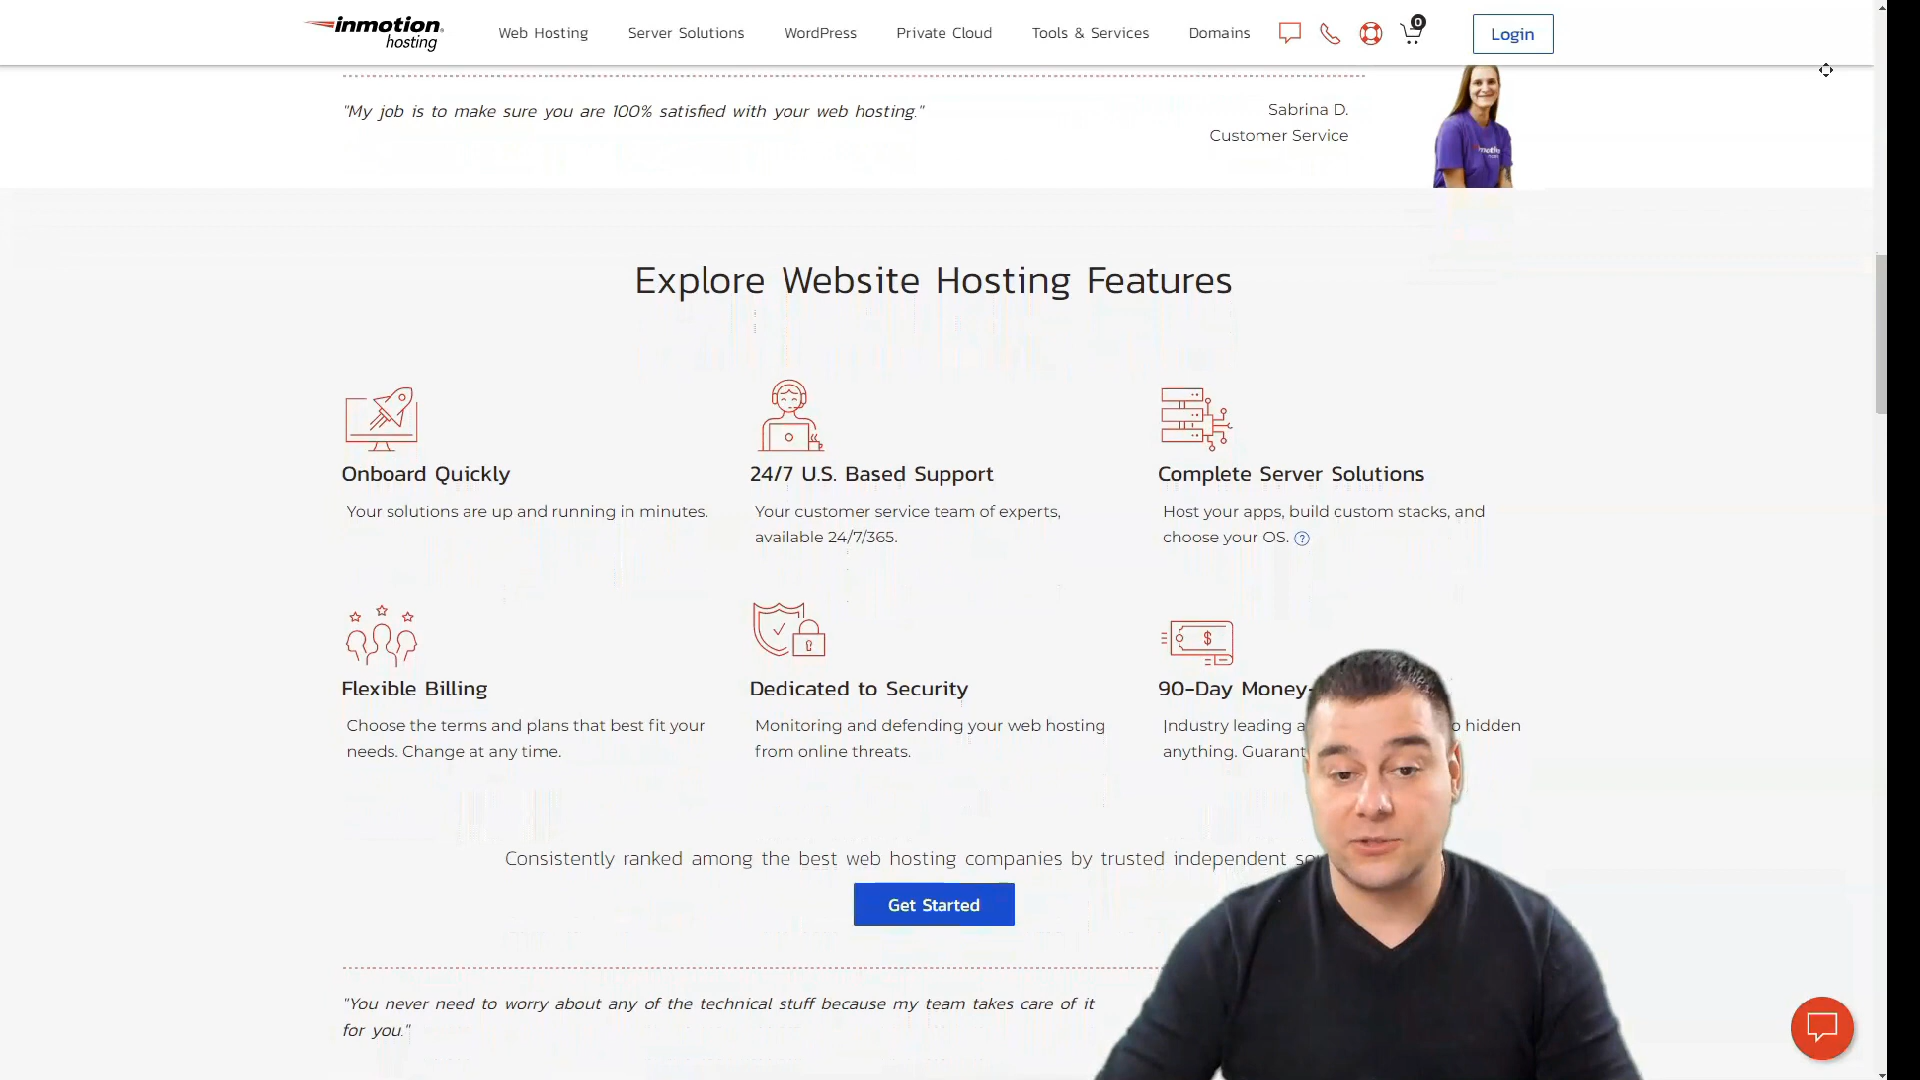 inmotion
hosting
Web Hosting
Server Solutions
WordPress
Private Cloud
Tools & Services
Domains
0
Login
"My job is to make sure you are 100% satisfied with your web hosting."
Sabrina D.
Customer Service
Explore Website Hosting Features
Onboard Quickly
Your solutions are up and running in minutes.
24/7 U.S. Based Support
Your customer service team of experts,
available 24/7/365.
Complete Server Solutions
Host your apps, build custom stacks, and
choose your OS. ?
Flexible Billing
Choose the terms and plans that best fit your
needs. Change at any time.
Dedicated to Security
Monitoring and defending your web hosting
from online threats.
$
90-Day Money-
Industry leading hidden
anything.
Consistently ranked among the best web hosting companies by trusted independent
Get Started
"You never need to worry about any of the technical stuff because my team takes care of it
for you."